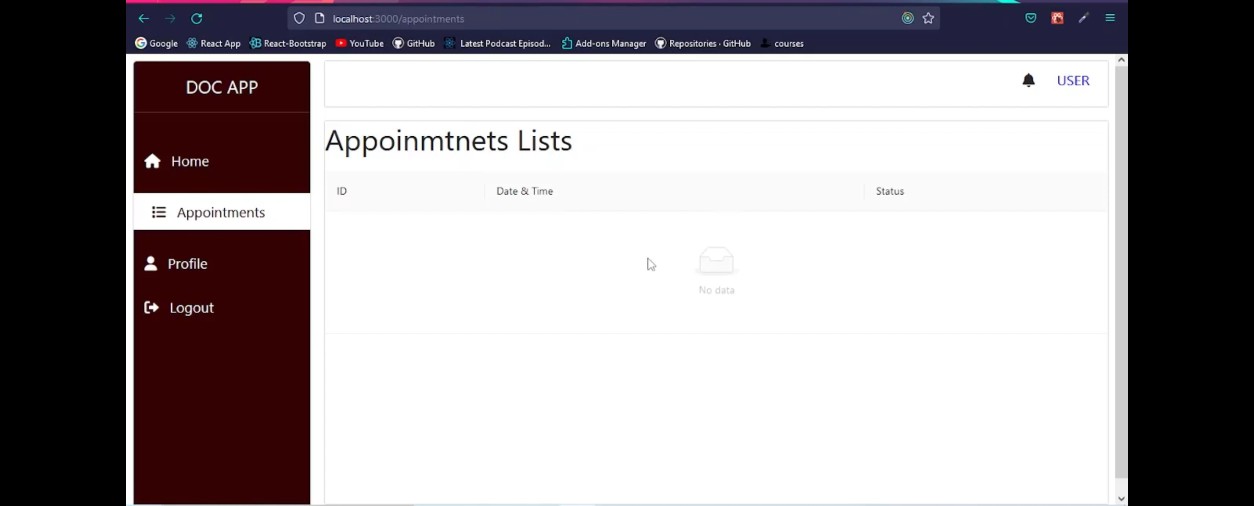 localhost:3000/appointments
Google React App React-Bootstrap YouTube GitHub Latest Podcast Episod... Add-ons Manager Repositories · GitHub courses
DOC APP
USER
Appoinmtnets Lists
Home
ID Date & Time Status
Appointments
Profile
No data
Logout